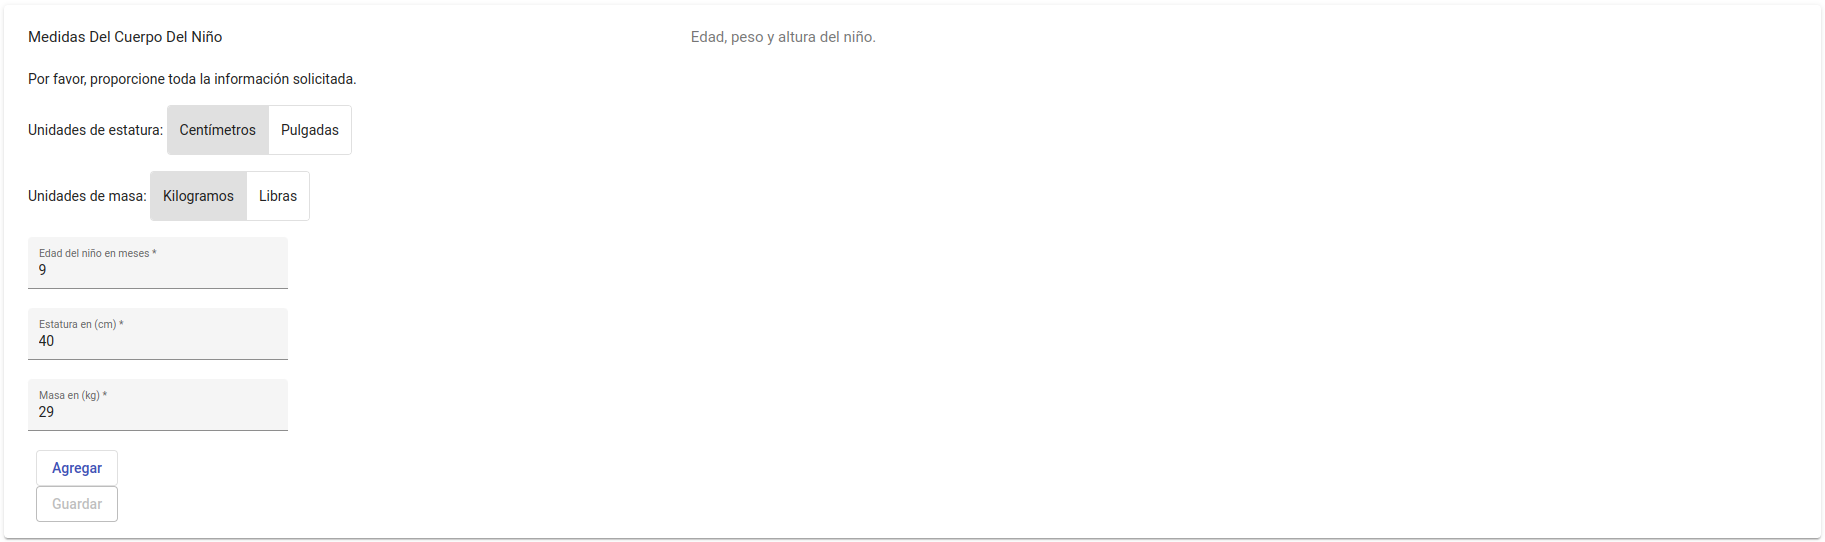 Medidas Del Cuerpo Del Niño
Edad, peso y altura del niño.
Por favor, proporcione toda la información solicitada.
Unidades de estatura: Centímetros Pulgadas
Unidades de masa: Kilogramos Libras
Edad del niño en meses *
9
Estatura en (cm) *
40
Masa en (kg) *
29
Agregar
Guardar